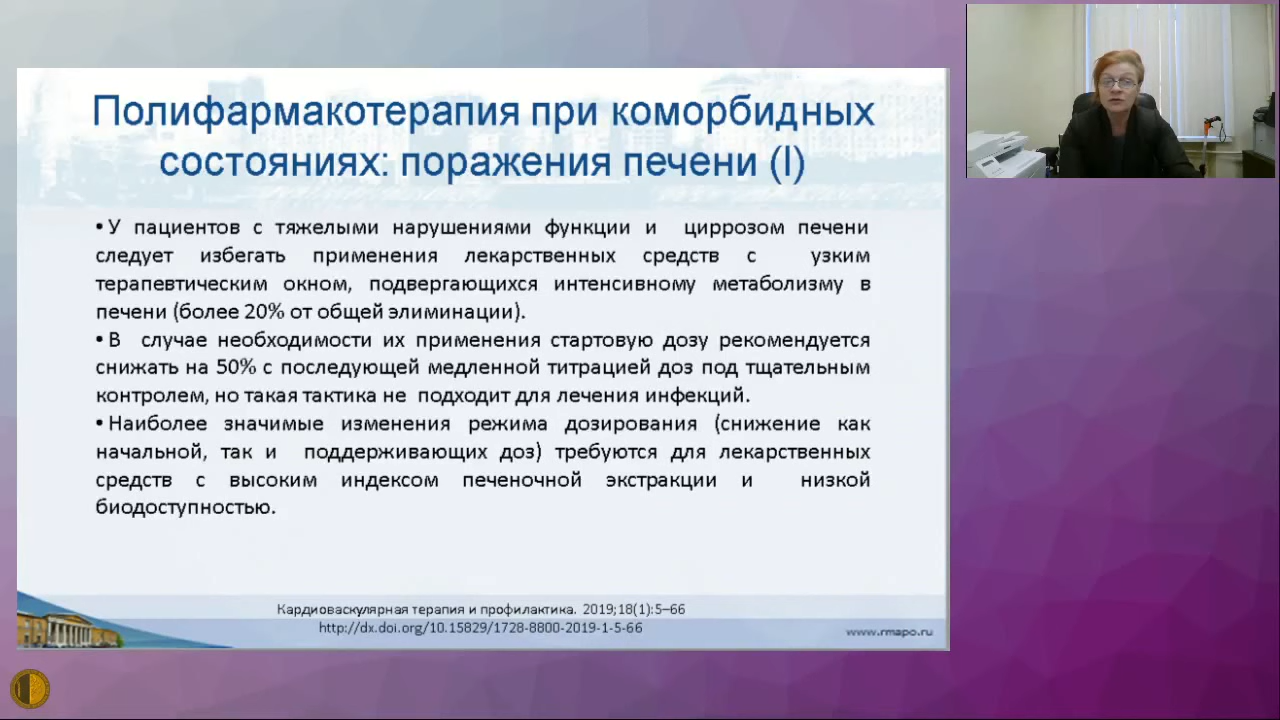 Полифармакотерапия при коморбидных
состояниях: поражения печени (I)
• У пациентов с тяжелыми нарушениями функции и циррозом печени
следует избегать применения лекарственных средств с узким
терапевтическим окном, подвергающихся интенсивному метаболизму в
печени (более 20% от общей элиминации).
• В случае необходимости их применения стартовую дозу рекомендуется
снижать на 50% с последующей медленной титрацией доз под тщательным
контролем, но такая тактика не подходит для лечения инфекций.
• Наиболее значимые изменения режима дозирования (снижение как
начальной, так и поддерживающих доз) требуются для лекарственных
средств с высоким индексом печеночной экстракции и низкой
биодоступностью.
Кардиоваскулярная терапия и профилактика. 2019;18(1):5–66
http://dx.doi.org/10.15829/1728-8800-2019-1-5-66
www.rmapo.ru